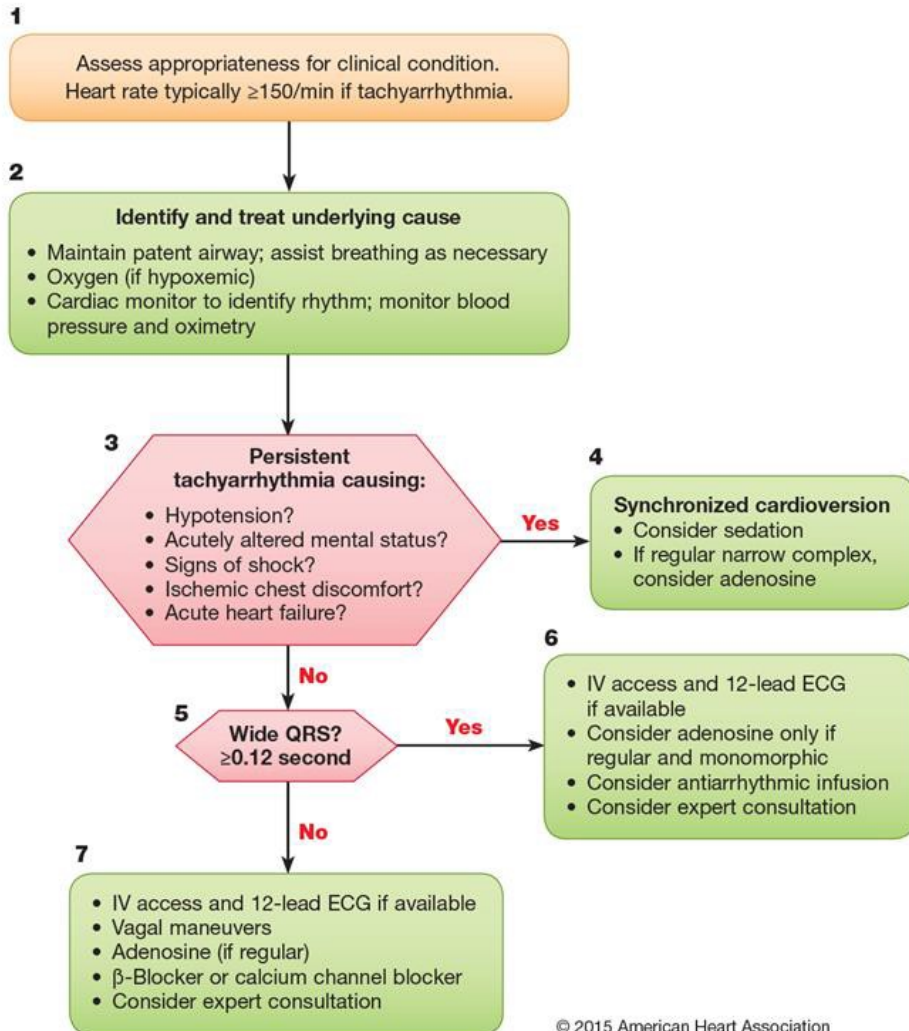 1
Assess appropriateness for clinical condition.
Heart rate typically ≥150/min if tachyarrhythmia.
2
Identify and treat underlying cause
• Maintain patent airway; assist breathing as necessary
• Oxygen (if hypoxemic)
• Cardiac monitor to identify rhythm; monitor blood
pressure and oximetry
3
Persistent
tachyarrhythmia causing:
• Hypotension?
• Acutely altered mental status?
• Signs of shock?
• Ischemic chest discomfort?
• Acute heart failure?
Yes
4
Synchronized cardioversion
• Consider sedation
• If regular narrow complex,
consider adenosine
No
5
Wide QRS?
≥0.12 second
Yes
6
• IV access and 12-lead ECG
if available
• Consider adenosine only if
regular and monomorphic
• Consider antiarrhythmic infusion
• Consider expert consultation
No
7
• IV access and 12-lead ECG if available
• Vagal maneuvers
• Adenosine (if regular)
• β-Blocker or calcium channel blocker
• Consider expert consultation
© 2015 American Heart Association